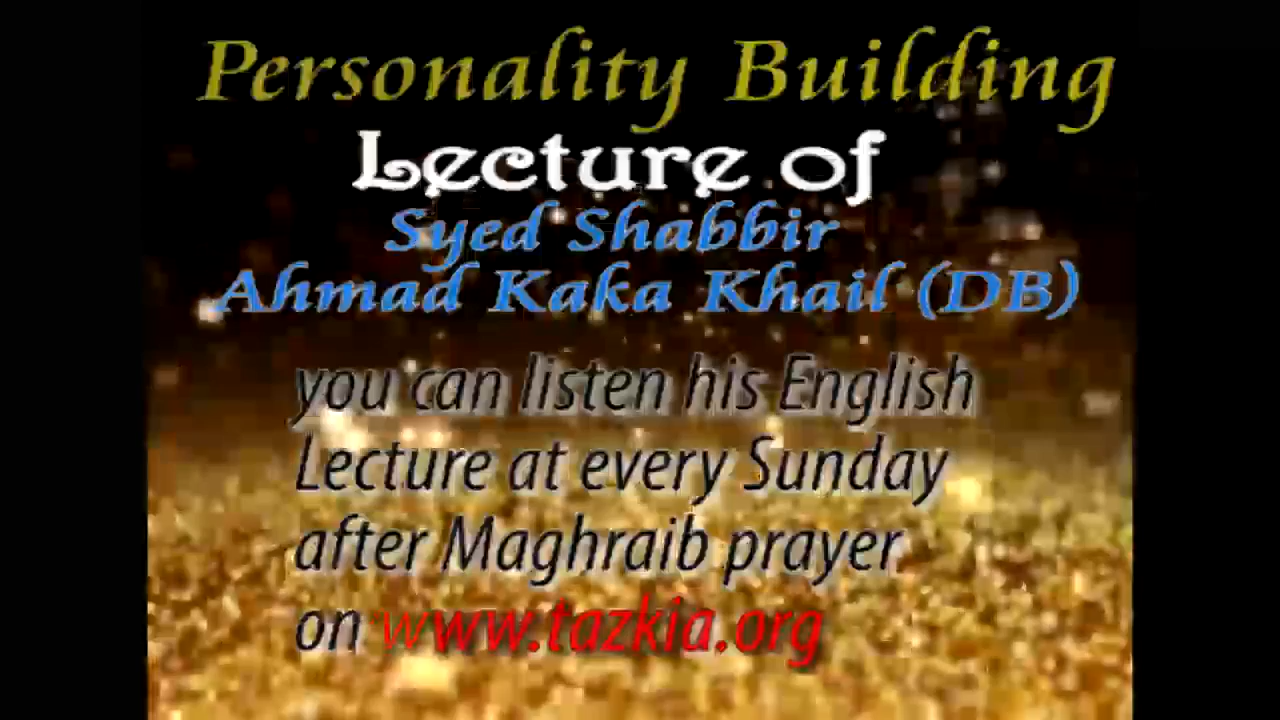 Personality Building
Lecture of
Syed Shabbir
Ahmad Kaka Khail (DB)
you can listen his English
Lecture at every Sunday
after Maghraib prayer
on www.tazkia.org